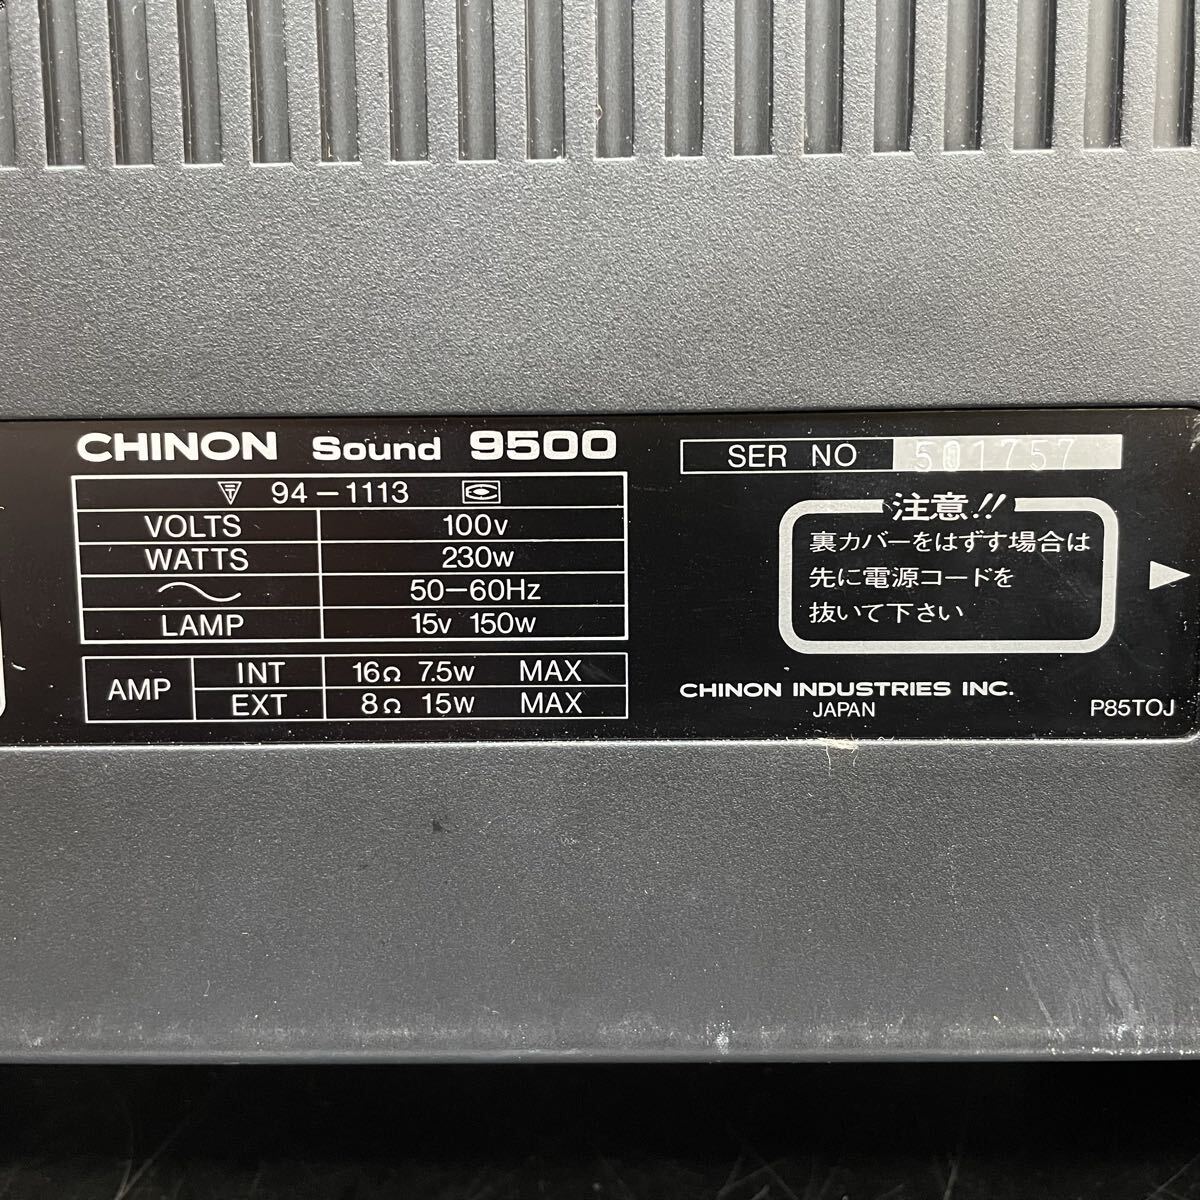 CHINON Sound 9500
94-1113
VOLTS 100v
WATTS 230w
50-60Hz
LAMP 15v 150w
AMP
INT 16Ω 7.5w MAX
EXT 8Ω 15w MAX
SER NO 501757
注意!!
裏カバーをはずす場合は
先に電源コードを
抜いて下さい
CHINON INDUSTRIES INC.
JAPAN
P85TOJ